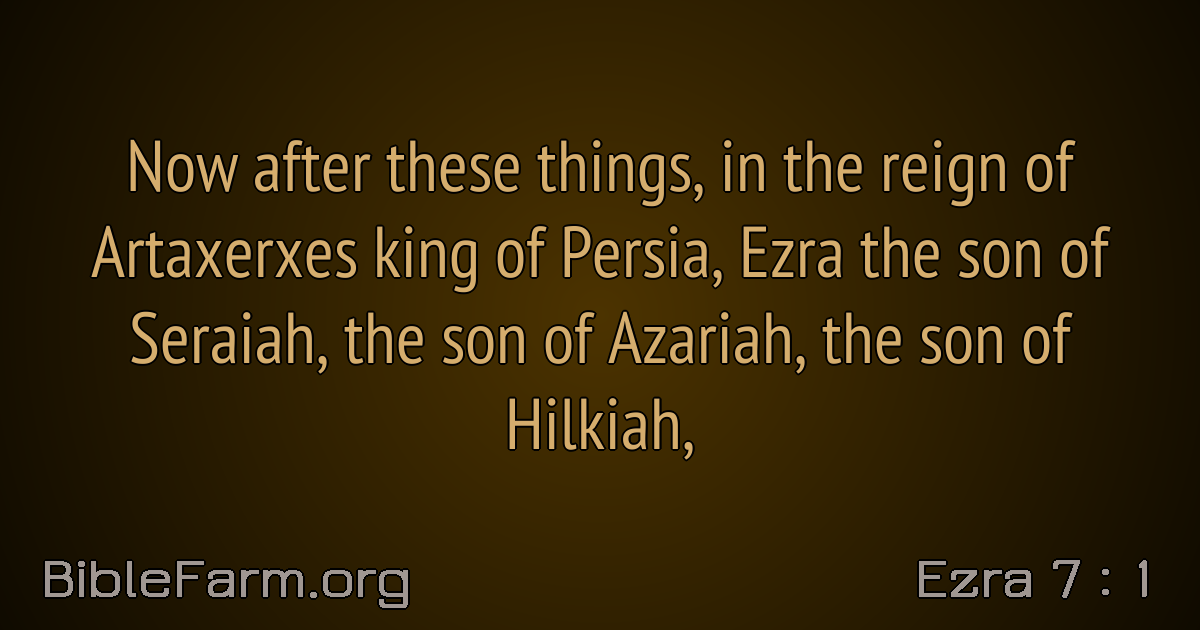 Now after these things, in the reign of
Artaxerxes king of Persia, Ezra the son of
Seraiah, the son of Azariah, the son of
Hilkiah,
BibleFarm.org
Ezra 7 : 1